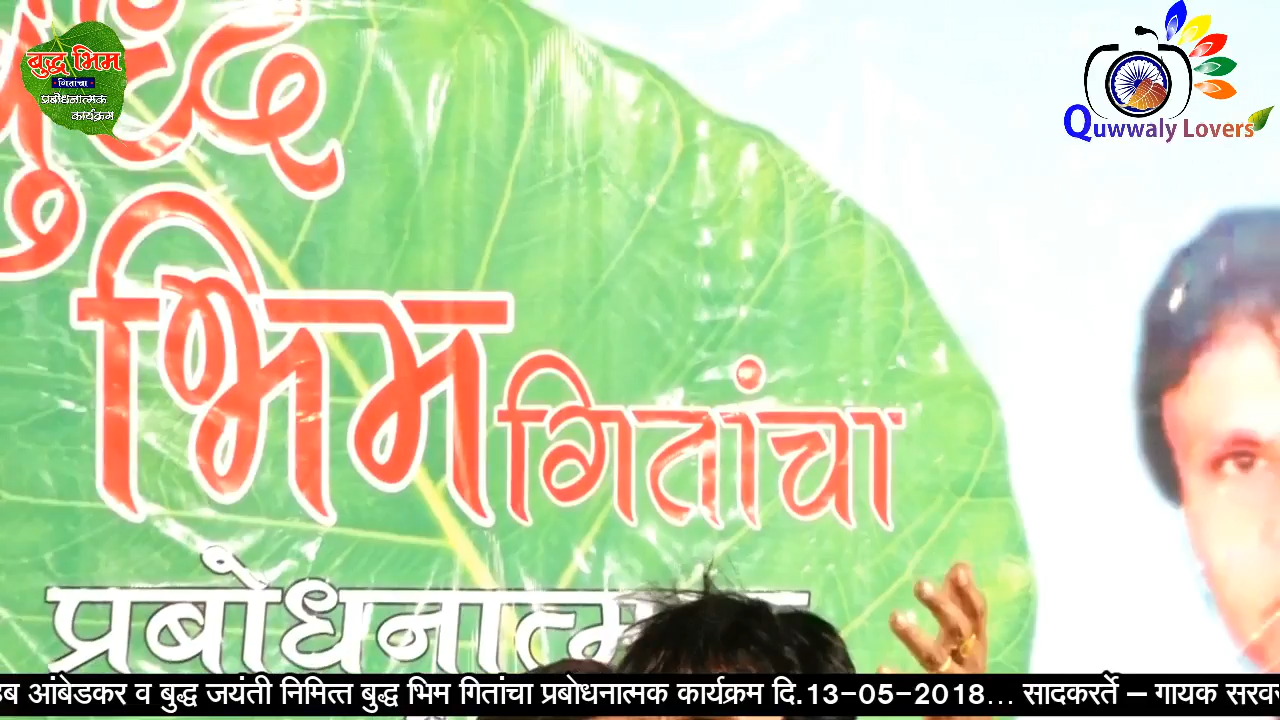 बुद्ध भिम
गितांचा
प्रबोधनात्मक
कार्यक्रम
Quwwaly Lovers
भिम
गितांचा
आंबेडकर व बुद्ध जयंती निमित्त बुद्ध भिम गितांचा प्रबोधनात्मक कार्यक्रम दि.13-05-2018... सादकर्ते – गायक